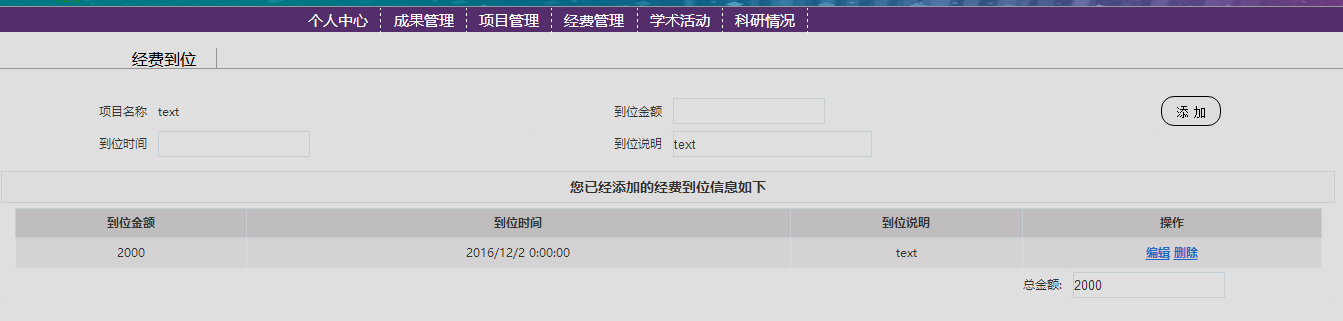 个人中心 成果管理 项目管理 经费管理 学术活动 科研情况
经费到位
项目名称 text 到位金额 添 加
到位时间 到位说明 text
您已经添加的经费到位信息如下
到位金额 到位时间 到位说明 操作
2000 2016/12/2 0:00:00 text 编辑 删除
总金额: 2000